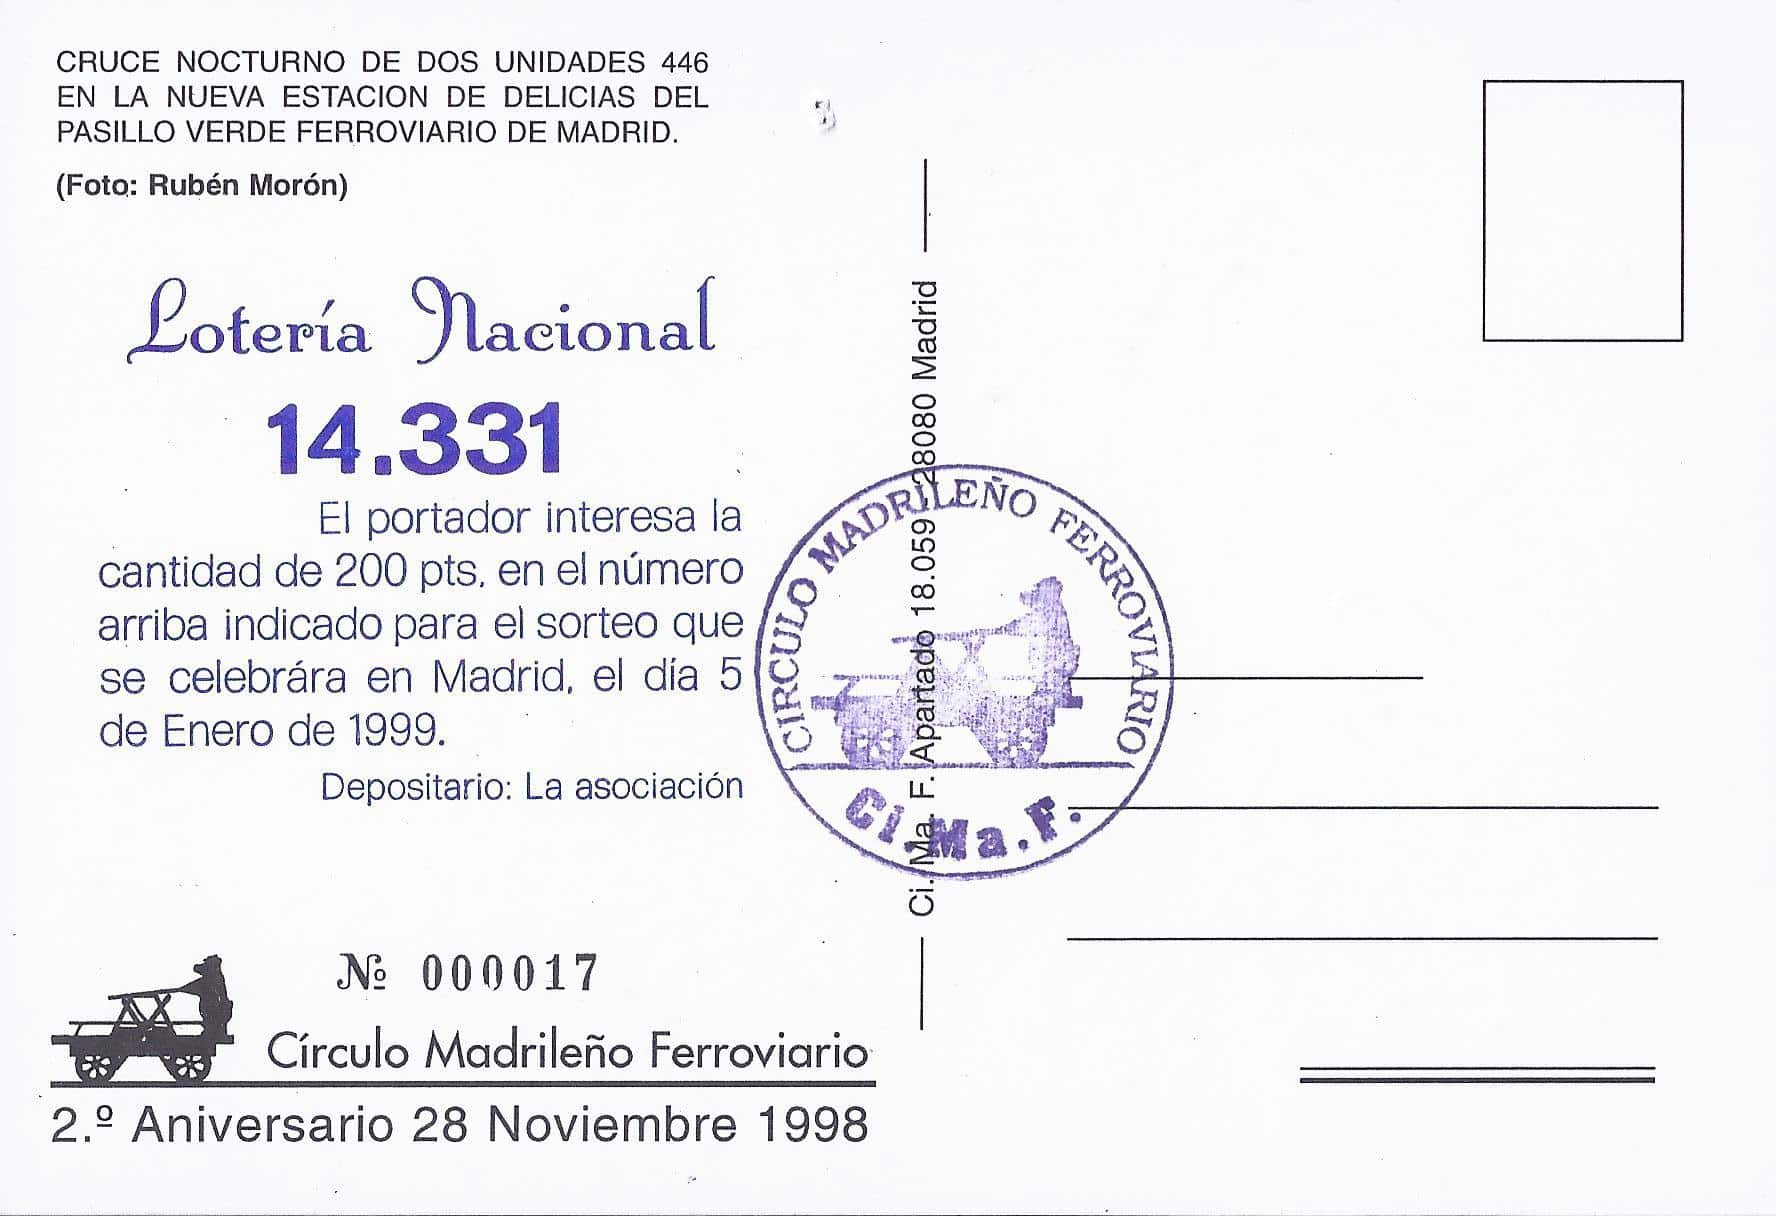 CRUCE NOCTURNO DE DOS UNIDADES 446
EN LA NUEVA ESTACION DE DELICIAS DEL
PASILLO VERDE FERROVIARIO DE MADRID.
(Foto: Rubén Morón)
Lotería Nacional
14.331
El portador interesa la
cantidad de 200 pts. en el número
arriba indicado para el sorteo que
se celebrára en Madrid, el día 5
de Enero de 1999.
Depositario: La asociación
Nº 000017
Círculo Madrileño Ferroviario
2.º Aniversario 28 Noviembre 1998
Ci. Ma. F. Apartado 18.059 28080 Madrid
CIRCULO MADRILEÑO FERROVIARIO
Ci.Ma.F.